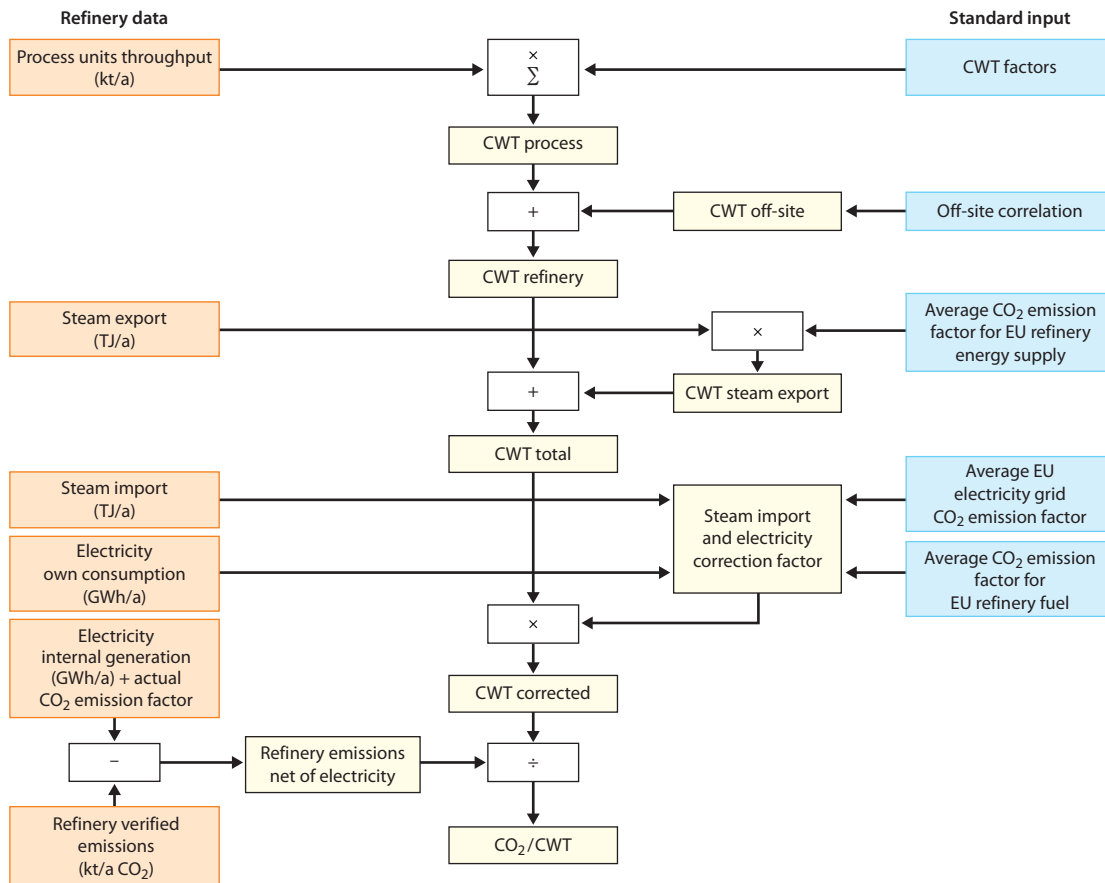 Refinery data
Standard input
Process units throughput
(kt/a)
×
∑
CWT factors
CWT process
+
CWT off-site
Off-site correlation
CWT refinery
Steam export
(TJ/a)
×
Average CO₂ emission
factor for EU refinery
energy supply
+
CWT steam export
CWT total
Steam import
(TJ/a)
Steam import
and electricity
correction factor
Average EU
electricity grid
CO₂ emission factor
Electricity
own consumption
(GWh/a)
Average CO₂ emission
factor for
EU refinery fuel
×
Electricity
internal generation
(GWh/a) + actual
CO₂ emission factor
CWT corrected
−
Refinery emissions
net of electricity
÷
Refinery verified
emissions
(kt/a CO₂)
CO₂/CWT